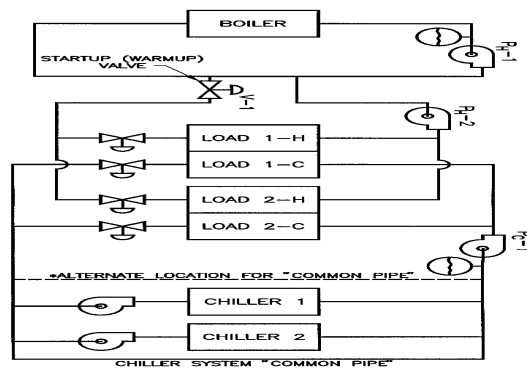 BOILER
STARTUP (WARMUP)
VALVE
PH-1
V-1
PH-2
LOAD 1-H
LOAD 1-C
LOAD 2-H
LOAD 2-C
PC-1
*ALTERNATE LOCATION FOR "COMMON PIPE"
CHILLER 1
CHILLER 2
CHILLER SYSTEM "COMMON PIPE"